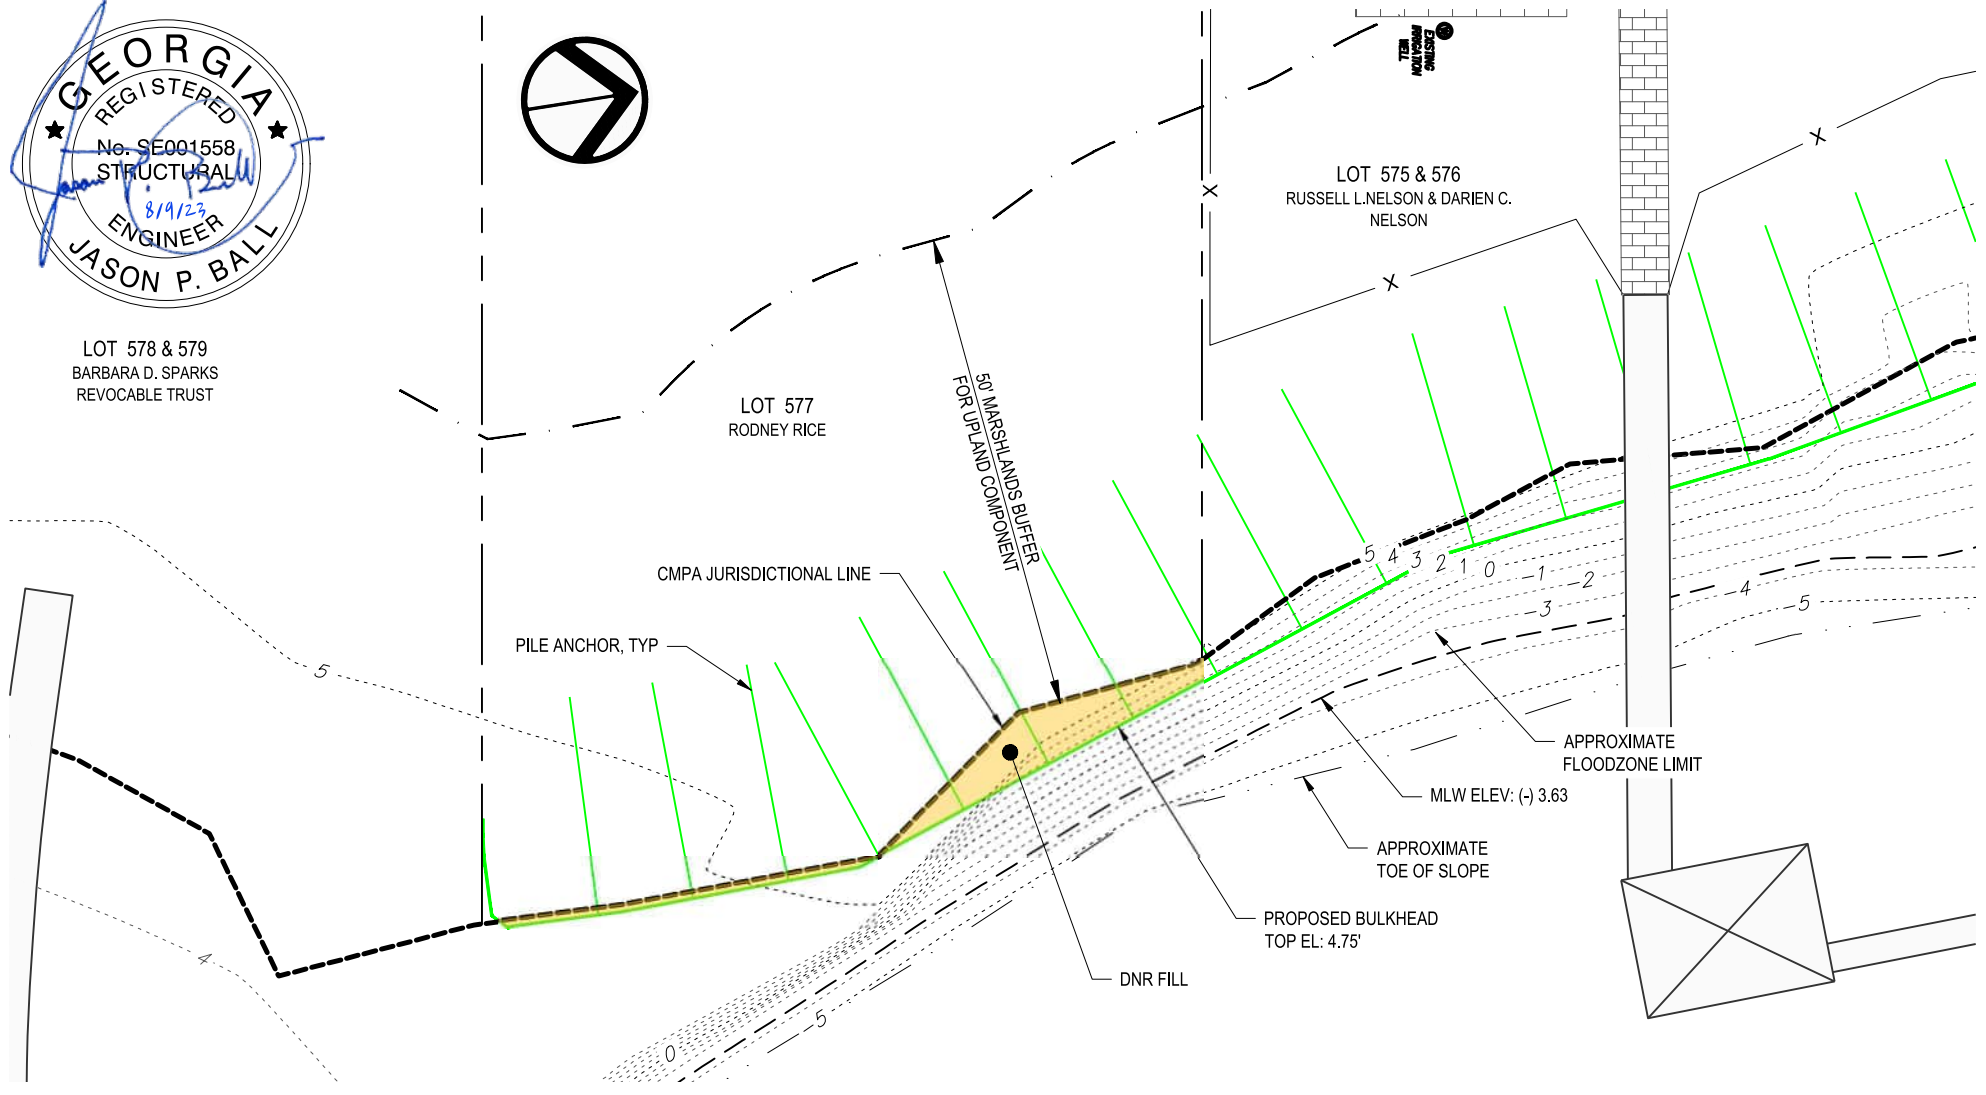 GEORGIA
REGISTERED
No. SE001558
STRUCTURAL
Jason P. Ball
8/9/23
ENGINEER
JASON P. BALL
LOT 578 & 579
BARBARA D. SPARKS
REVOCABLE TRUST
EXISTING
IRRIGATION
WELL
LOT 575 & 576
RUSSELL L.NELSON & DARIEN C.
NELSON
X
X
X
LOT 577
RODNEY RICE
50' MARSHLANDS BUFFER
FOR UPLAND COMPONENT
CMPA JURISDICTIONAL LINE
PILE ANCHOR, TYP
5 4 3 2 1 0 -1 -2
-3
-4
-5
5
4
APPROXIMATE
FLOODZONE LIMIT
MLW ELEV: (-) 3.63
APPROXIMATE
TOE OF SLOPE
PROPOSED BULKHEAD
TOP EL: 4.75'
DNR FILL
-5
0